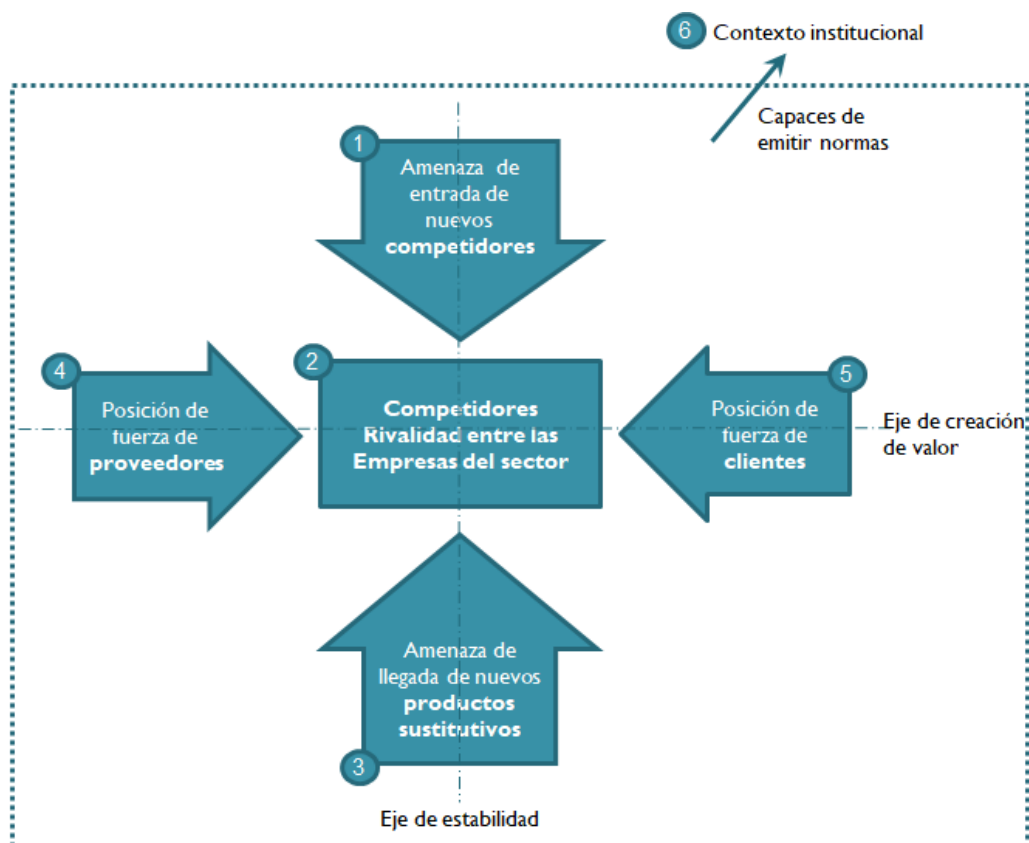 6 Contexto institucional
Capaces de
emitir normas
1
Amenaza de
entrada de
nuevos
competidores
4
Posición de
fuerza de
proveedores
2
Competidores
Rivalidad entre las
Empresas del sector
5
Posición de
fuerza de
clientes
Eje de creación
de valor
Amenaza de
llegada de nuevos
productos
sustitutivos
3
Eje de estabilidad